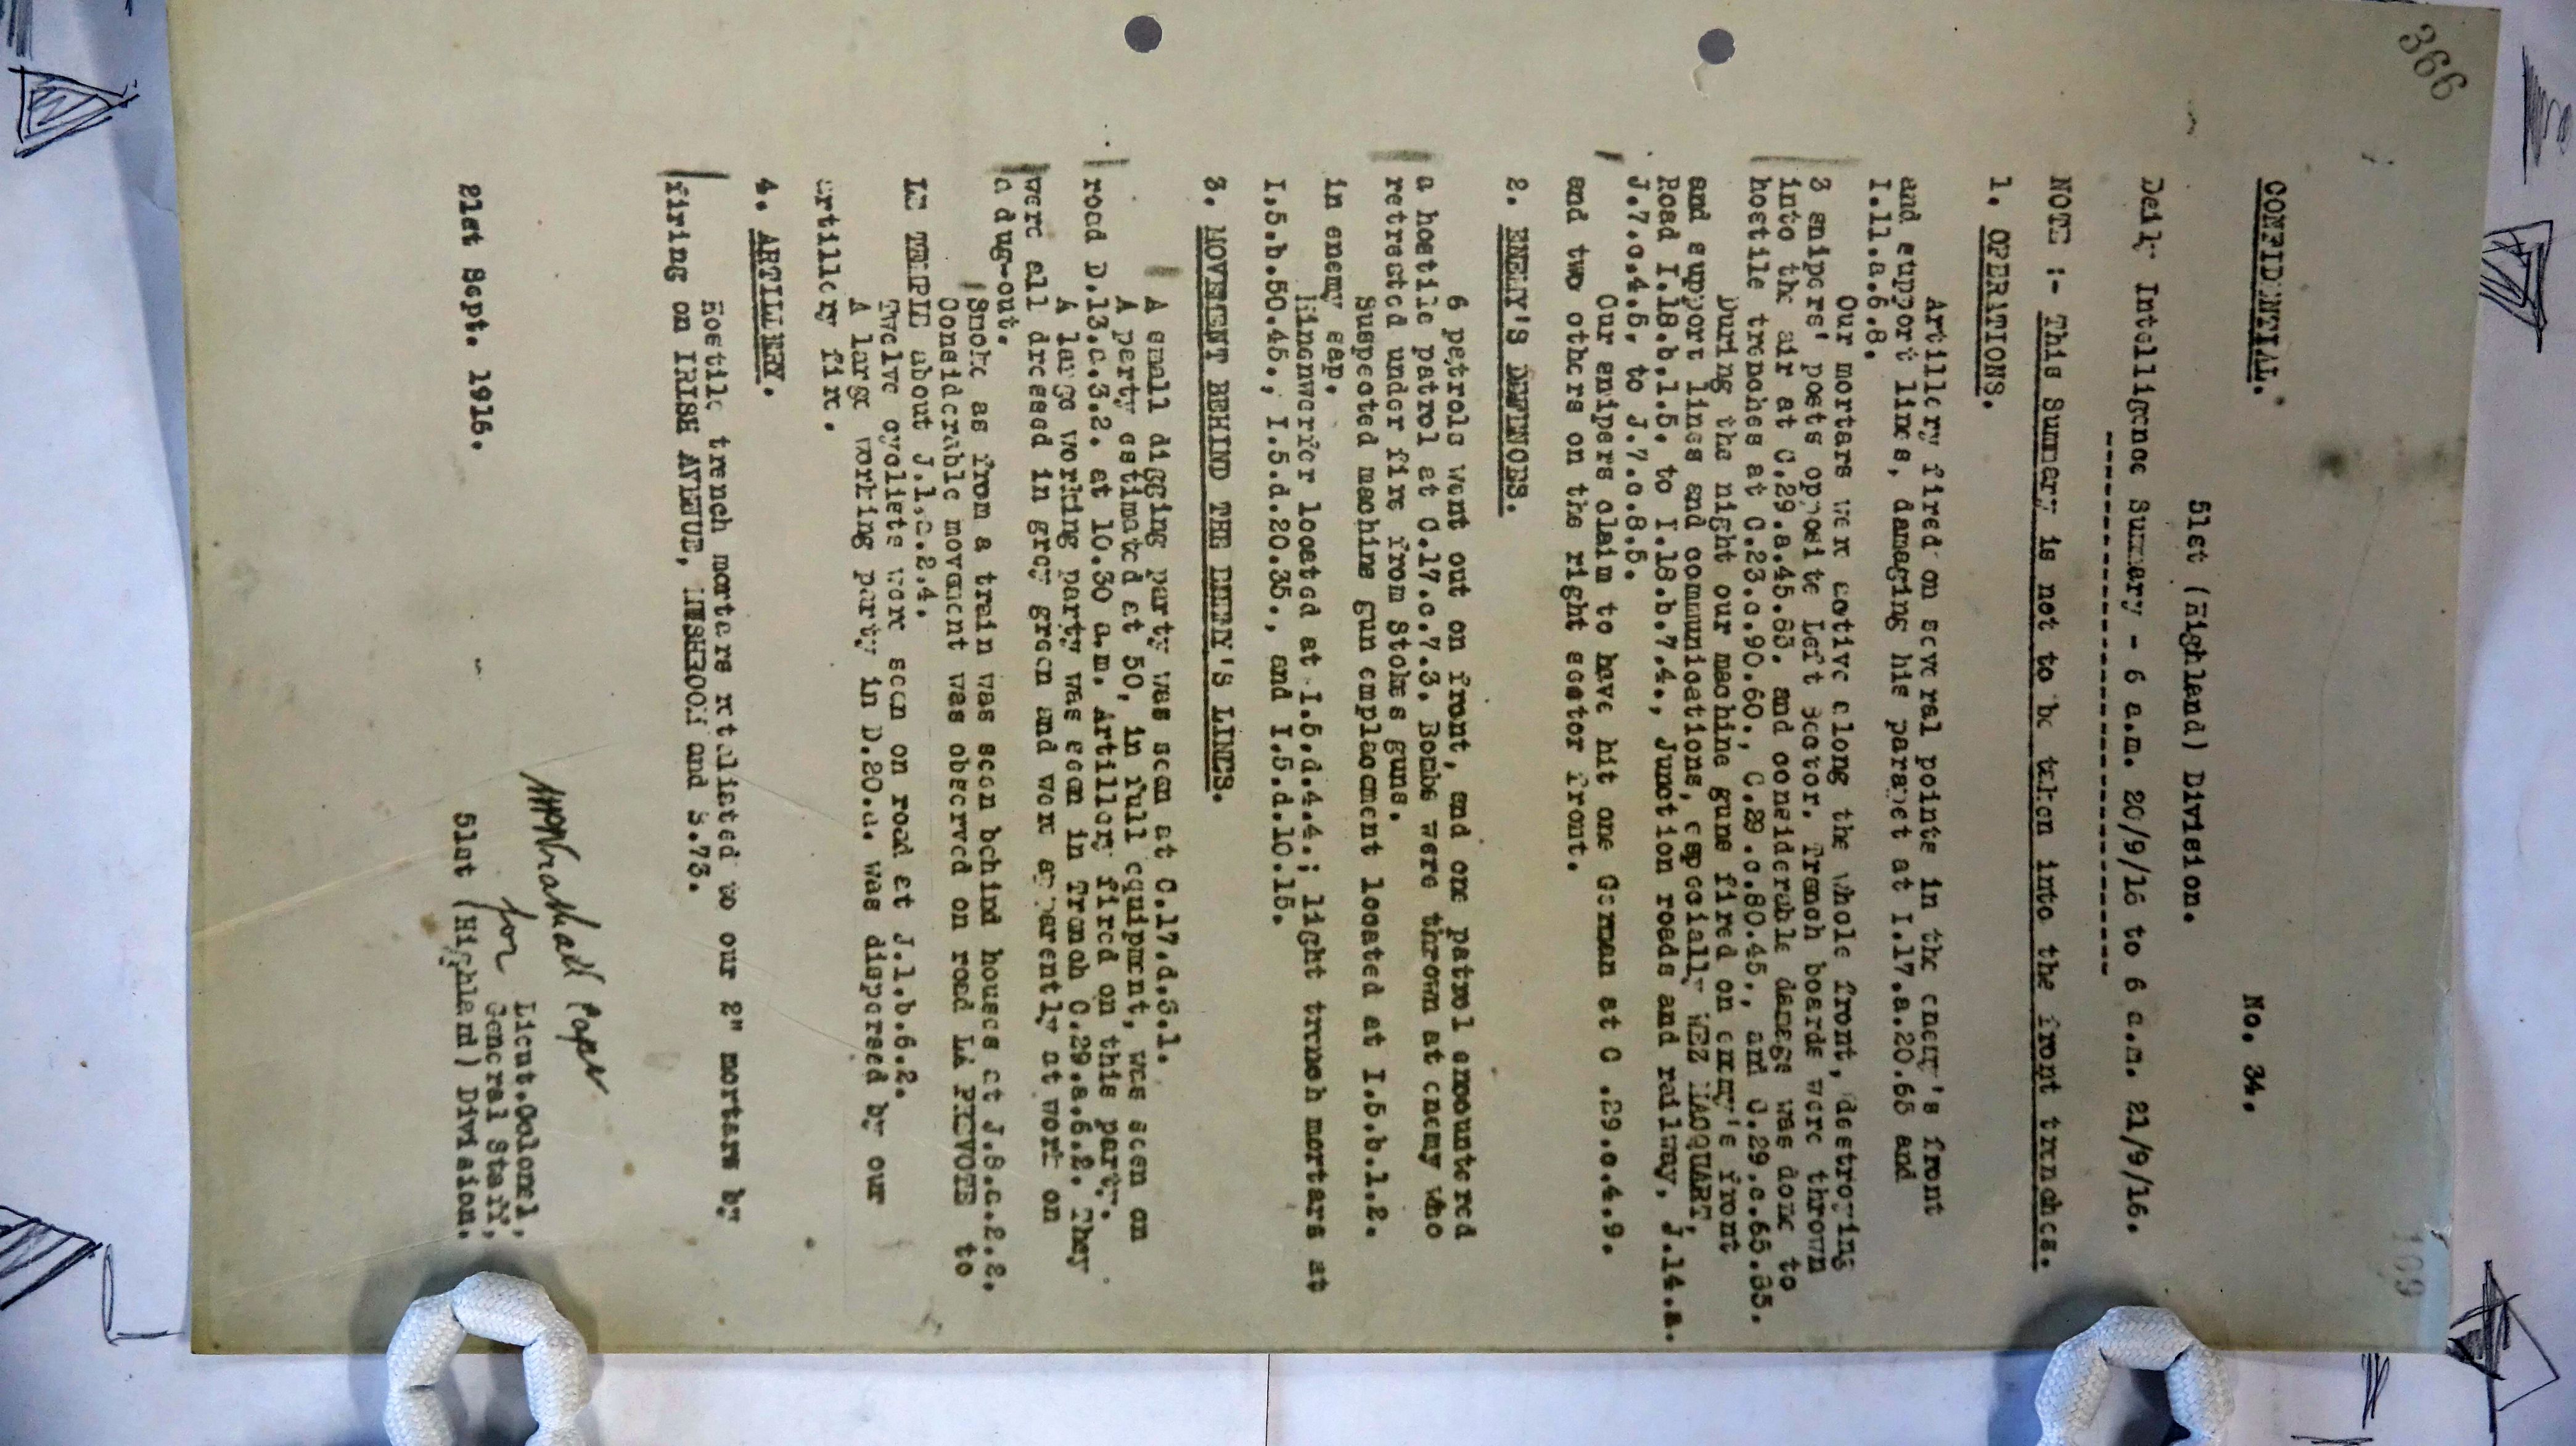 366
109
CONFIDENTIAL.
No. 34.
51st (Highland) Division.
Daily Intelligence Summary - 6 a.m. 20/9/16 to 6 a.m. 21/9/16.
NOTE :- This Summary is not to be taken into the front trenches.
1. OPERATIONS.
Artillery fired on several points in the enemy's front
and support lines, damaging his parapet at I.17.a.20.65 and
I.11.a.6.8.
Our mortars were active along the whole front, destroying
3 snipers' posts opposite Left Sector. Trench boards were thrown
into the air at C.29.a.45.85. and considerable damage was done to
hostile trenches at C.23.c.90.60., C.29.c.80.45., and C.29.c.65.85.
During the night our machine guns fired on enemy's front
and support lines and communications, especially WEZ MACQUART,
Road I.18.b.1.5. to I.18.b.7.4., Junction roads and railway, J.14.a.
J.7.c.4.5. to J.7.c.8.5.
Our snipers claim to have hit one German at C .29.c.4.9.
and two others on the right sector front.
2. ENEMY'S DEFENCES.
6 patrols went out on front, and one patrol encountered
a hostile patrol at C.17.c.7.3. Bombs were thrown at enemy who
retreated under fire from Stokes guns.
Suspected machine gun emplacement located at I.5.b.1.2.
in enemy sap.
Minenwerfer located at I.5.d.4.4.; light trench mortars at
I.5.b.50.45., I.5.d.20.35., and I.5.d.10.15.
3. MOVEMENT BEHIND THE ENEMY'S LINES.
A small digging party was seen at C.17.d.3.1.
A party estimated at 50, in full equipment, was seen on
road D.13.c.3.2. at 10.30 a.m. Artillery fired on this party.
A large working party was seen in Trench C.29.a.6.2. They
were all dressed in grey green and were apparently at work on
a dug-out.
Smoke as from a train was seen behind houses at J.8.c.2.2.
Considerable movement was observed on road LA PREVOTE to
LE TEMPLE about J.1.c.2.4.
Twelve cyclists were seen on road at J.1.b.6.2.
A large working party in D.20.d. was dispersed by our
artillery fire.
4. ARTILLERY.
Hostile trench mortars retaliated to our 2" mortars by
firing on IRISH AVENUE, and S.73.
for
Lieut.Colonel,
General Staff,
21st Sept. 1916.
51st (Highland) Division.